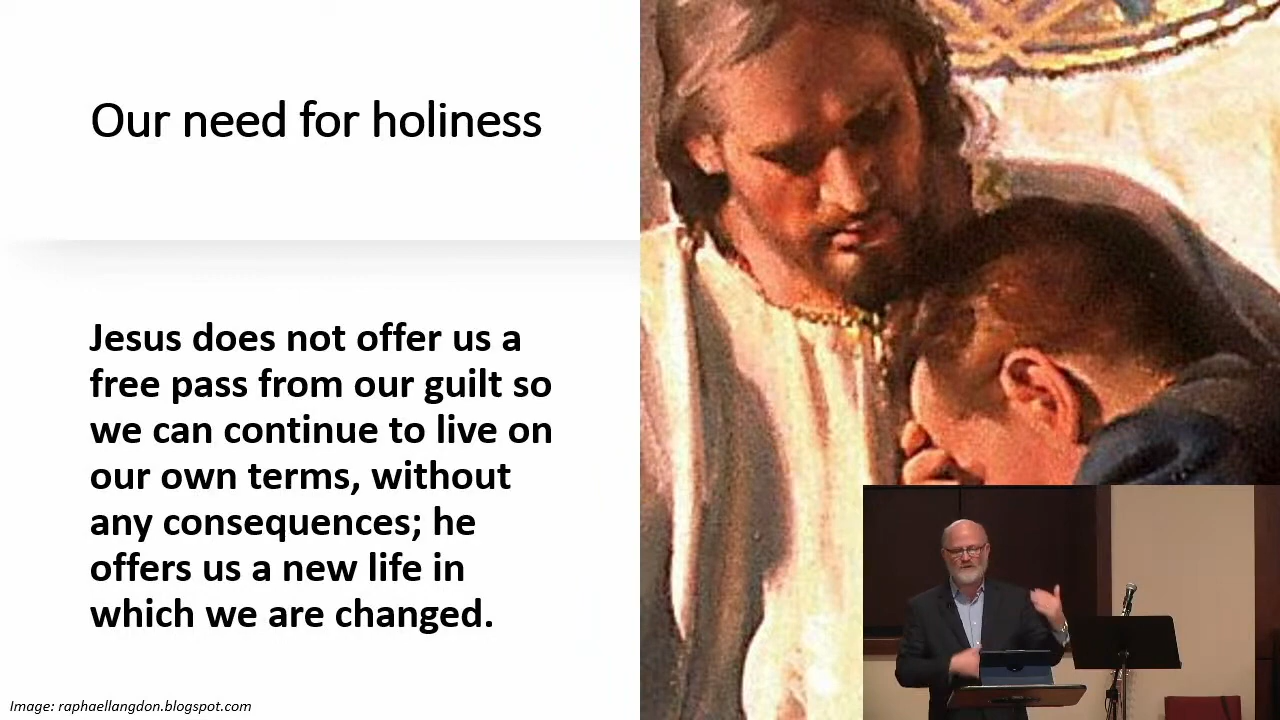 Our need for holiness
Jesus does not offer us a
free pass from our guilt so
we can continue to live on
our own terms, without
any consequences; he
offers us a new life in
which we are changed.
Image: raphaellangdon.blogspot.com